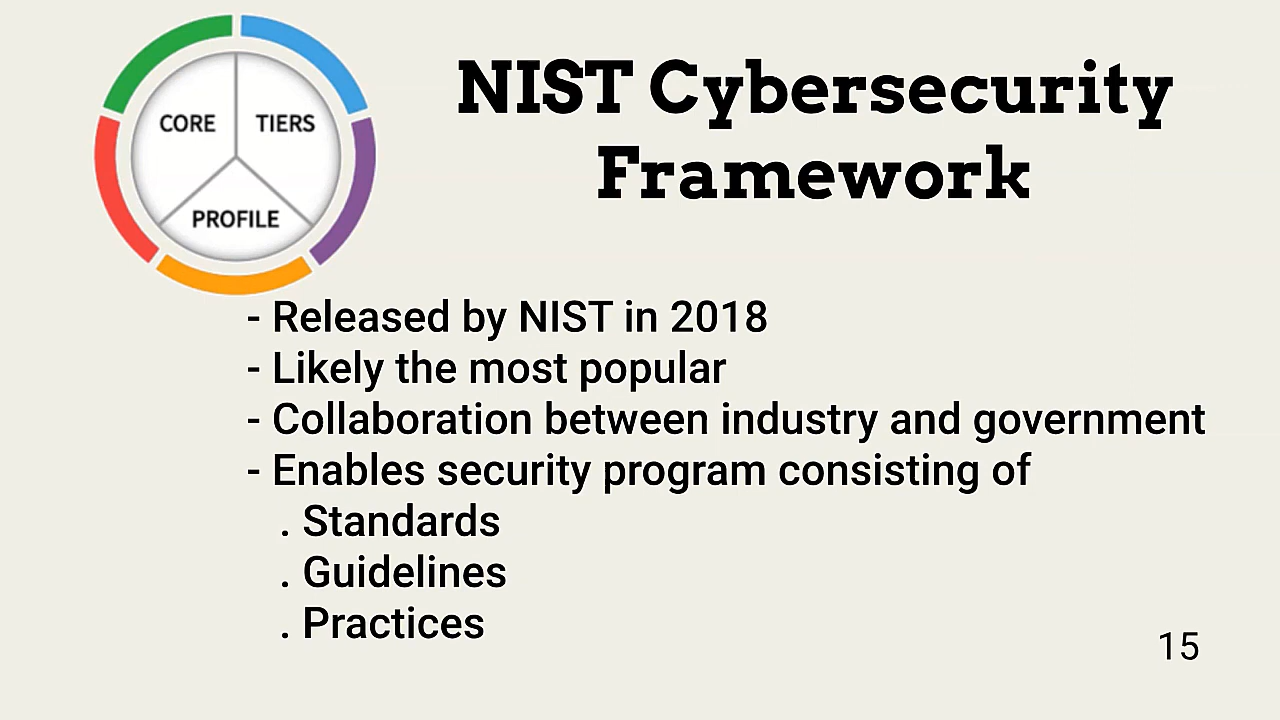 CORE
TIERS
PROFILE
NIST Cybersecurity
Framework
- Released by NIST in 2018
- Likely the most popular
- Collaboration between industry and government
- Enables security program consisting of
. Standards
. Guidelines
. Practices
15